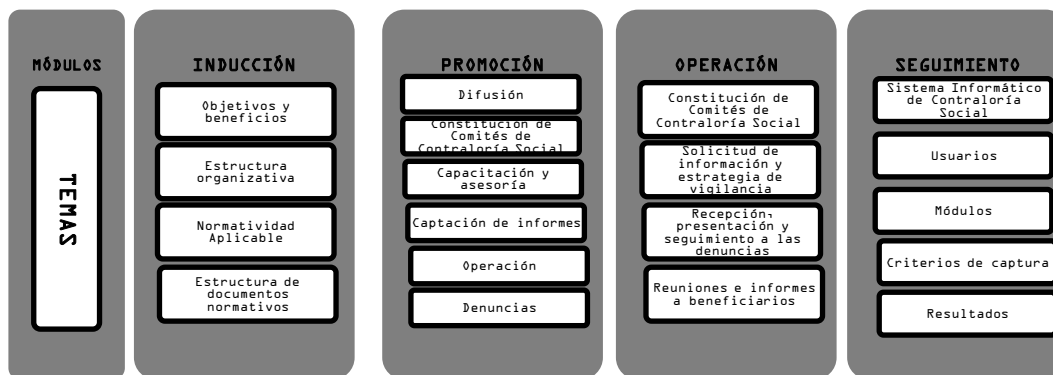 MÓDULOS
TEMAS
INDUCCIÓN
Objetivos y
beneficios
Estructura
organizativa
Normatividad
Aplicable
Estructura de
documentos
normativos
PROMOCIÓN
Difusión
Constitución de
Comités de
Contraloría Social
Capacitación y
asesoría
Captación de informes
Operación
Denuncias
OPERACIÓN
Constitución de
Comités de
Contraloría Social
Solicitud de
información y
estrategia de
vigilancia
Recepción,
presentación y
seguimiento a las
denuncias
Reuniones e informes
a beneficiarios
SEGUIMIENTO
Sistema Informático
de Contraloría
Social
Usuarios
Módulos
Criterios de captura
Resultados